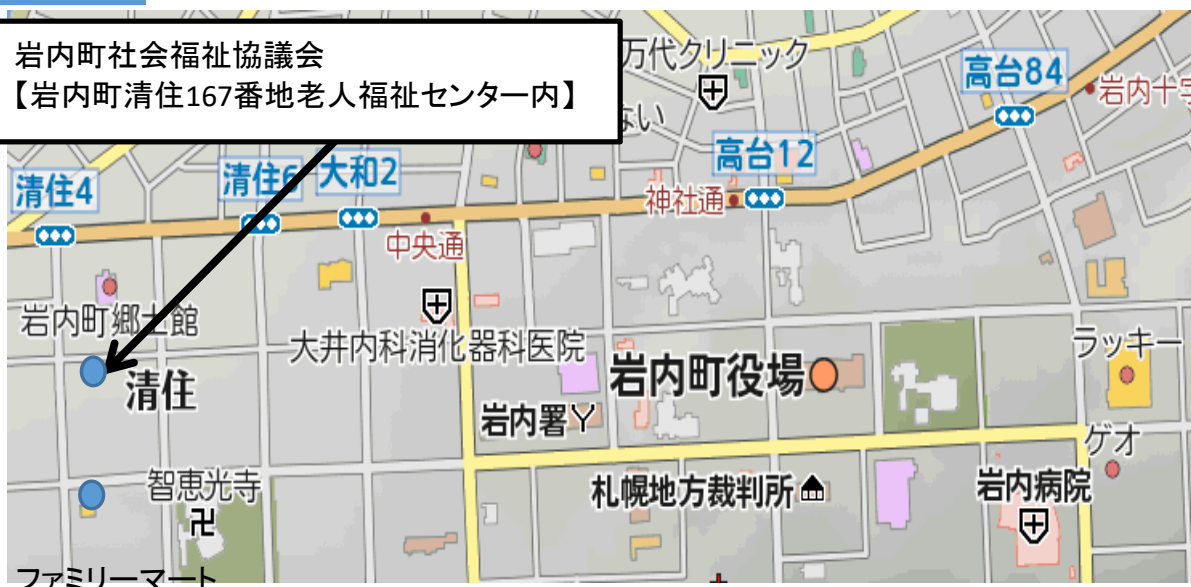 岩内町社会福祉協議会
【岩内町清住167番地老人福祉センター内】
万代クリニック
ない
高台84
岩内十字
高台12
清住4
清住6
大和2
神社通
中央通
岩内町郷土館
大井内科消化器科医院
岩内町役場
ラッキー
清住
岩内署
ゲオ
智恵光寺
札幌地方裁判所
岩内病院
ファミリーマート